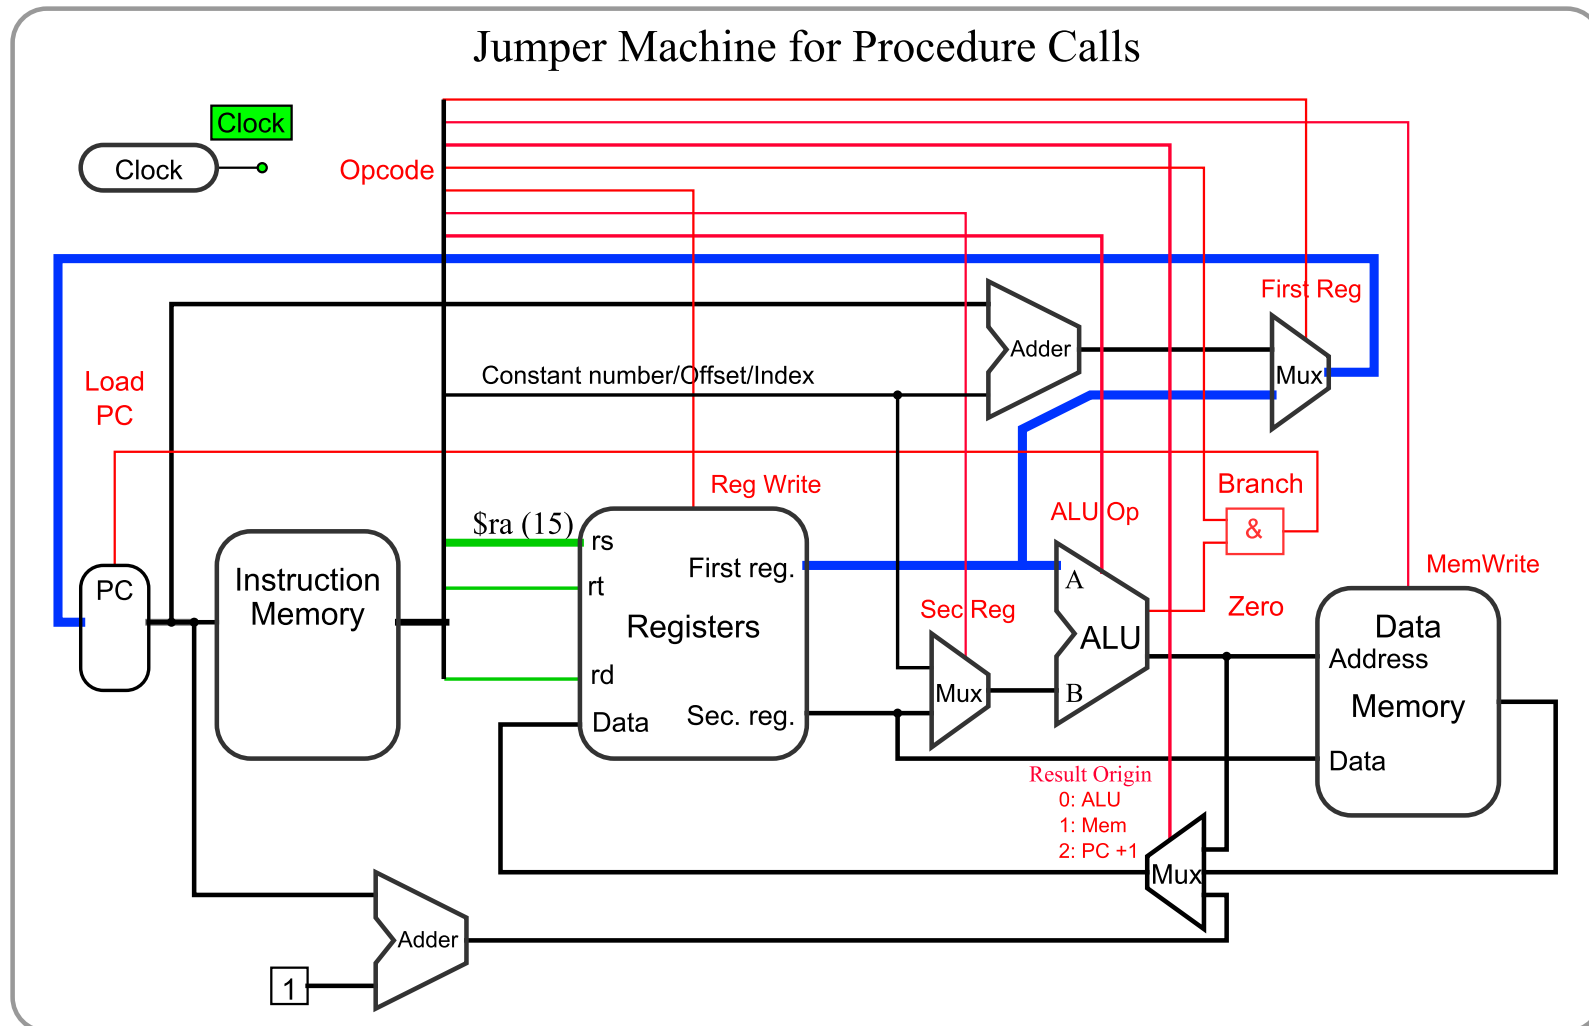 Jumper Machine for Procedure Calls
Clock
Clock
Opcode
First Reg
Adder
Mux
Constant number/Offset/Index
Load
PC
Reg Write
Branch
&
$ra (15)
ALU Op
PC
Instruction
Memory
rs
rt
rd
Data
Registers
First reg.
Sec. reg.
Sec Reg
Mux
A
ALU
B
Zero
MemWrite
Data
Address
Memory
Data
Result Origin
0: ALU
1: Mem
2: PC +1
Mux
Adder
1